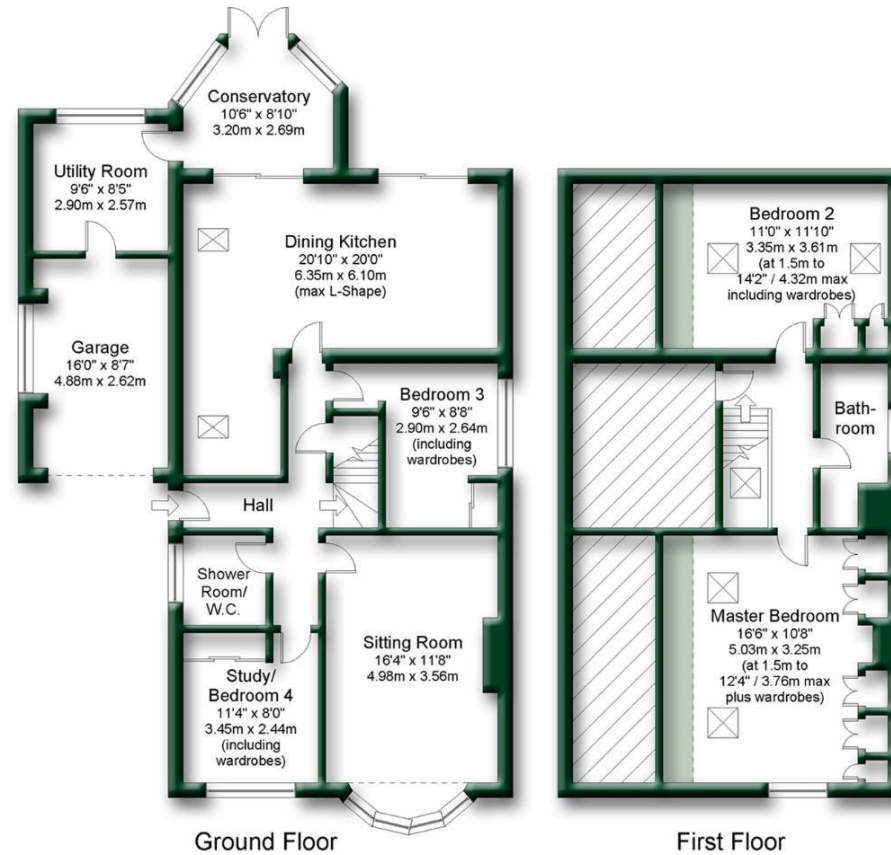 Conservatory
10'6" x 8'10"
3.20m x 2.69m
Utility Room
9'6" x 8'5"
2.90m x 2.57m
Dining Kitchen
20'10" x 20'0
6.35m x 6.10m
(max L-Shape)
Garage
16'0" x 8'7"
4.88m x 2.62m
Bedroom 3
9'6" x 8'8"
2.90m x 2.64m
(including
wardrobes)
Hall
Shower
Room/
W.C.
Sitting Room
16'4" x 11'8"
4.98m x 3.56m
Study/
Bedroom 4
11'4" x 8'0"
3.45m x 2.44m
(including
wardrobes)
Ground Floor
Bedroom 2
11'0" x 11'10"
3.35m x 3.61m
(at 1.5m to
14'2" / 4.32m max
including wardrobes)
Bath-
room
Master Bedroom
16'6" x 10'8"
5.03m x 3.25m
(at 1.5m to
12'4" / 3.76m max
plus wardrobes)
First Floor